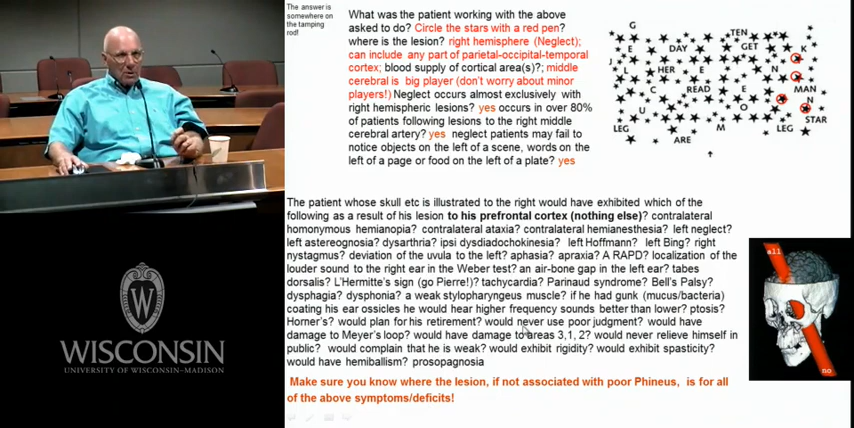 The answer is
somewhere on
the tamping
rod!
What was the patient working with the above
asked to do? Circle the stars with a red pen?
where is the lesion? right hemisphere (Neglect);
can include any part of parietal-occipital-temporal
cortex; blood supply of cortical area(s)?; middle
cerebral is big player (don't worry about minor
players!) Neglect occurs almost exclusively with
right hemispheric lesions? yes occurs in over 80%
of patients following lesions to the right middle
cerebral artery? yes neglect patients may fail to
notice objects on the left of a scene, words on the
left of a page or food on the left of a plate? yes
G
TEN
E
DAY
GET
K
J
L
HER
E
N
MAN
C
READ
E
N
U
O
STAR
LEG
M
LEG
ARE
The patient whose skull etc is illustrated to the right would have exhibited which of the
following as a result of his lesion to his prefrontal cortex (nothing else)? contralateral
homonymous hemianopia? contralateral ataxia? contralateral hemianesthesia? left neglect?
left astereognosia? dysarthria? ipsi dysdiadochokinesia? left Hoffmann? left Bing? right
nystagmus? deviation of the uvula to the left? aphasia? apraxia? A RAPD? localization of the
louder sound to the right ear in the Weber test? an air-bone gap in the left ear? tabes
dorsalis? L'Hermitte's sign (go Pierre!)? tachycardia? Parinaud syndrome? Bell's Palsy?
dysphagia? dysphonia? a weak stylopharyngeus muscle? if he had gunk (mucus/bacteria)
coating his ear ossicles he would hear higher frequency sounds better than lower? ptosis?
Horner's? would plan for his retirement? would never use poor judgment? would have
damage to Meyer's loop? would have damage to areas 3,1, 2? would never relieve himself in
public? would complain that he is weak? would exhibit rigidity? would exhibit spasticity?
would have hemiballism? prosopagnosia
Make sure you know where the lesion, if not associated with poor Phineus, is for all
of the above symptoms/deficits!
all
no
WISCONSIN
UNIVERSITY OF WISCONSIN–MADISON